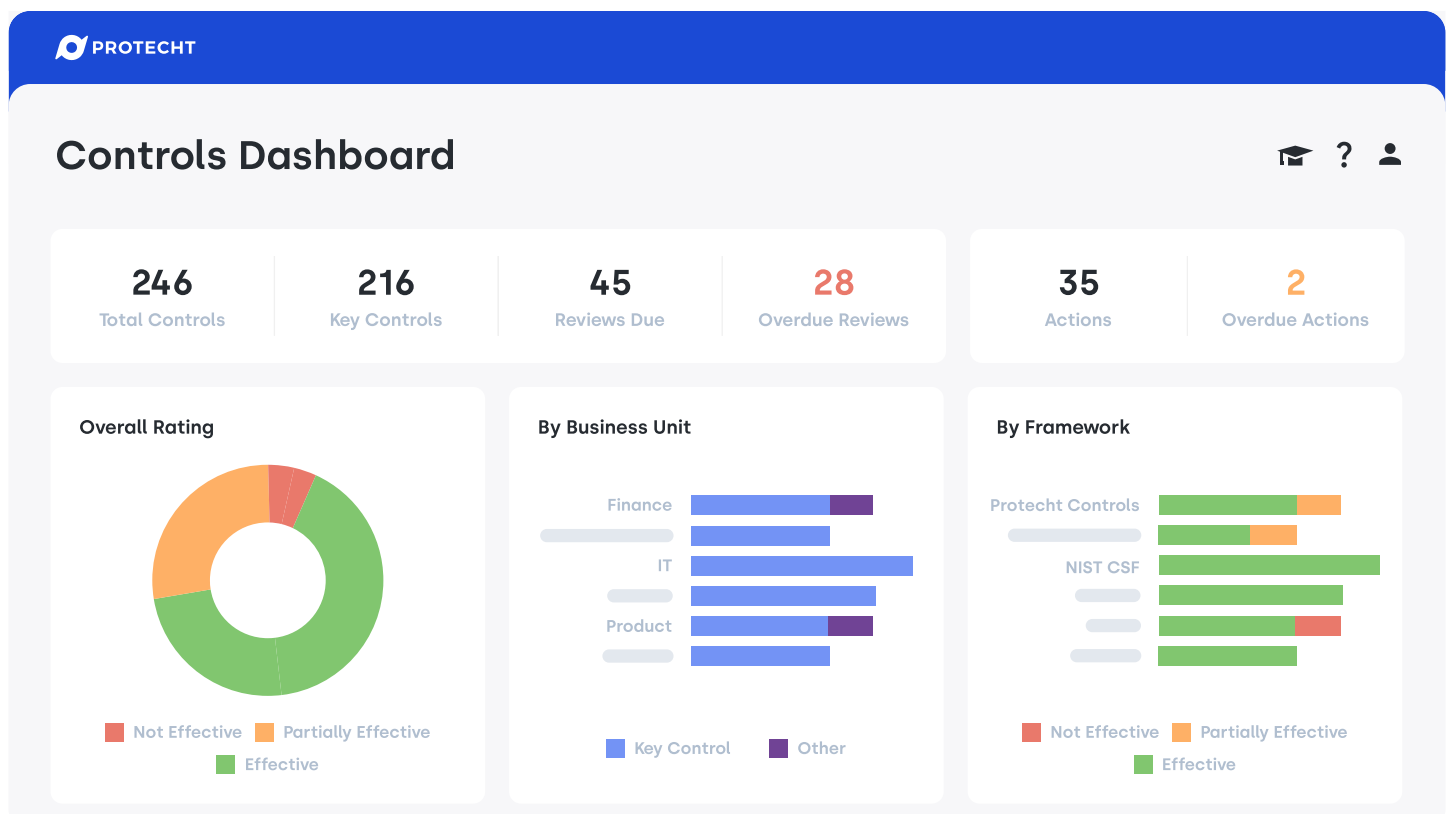 PROTECHT
Controls Dashboard
?
246
Total Controls
216
Key Controls
45
Reviews Due
28
Overdue Reviews
35
Actions
2
Overdue Actions
Overall Rating
Not Effective
Partially Effective
Effective
By Business Unit
Finance
IT
Product
Key Control
Other
By Framework
Protecht Controls
NIST CSF
Not Effective
Partially Effective
Effective